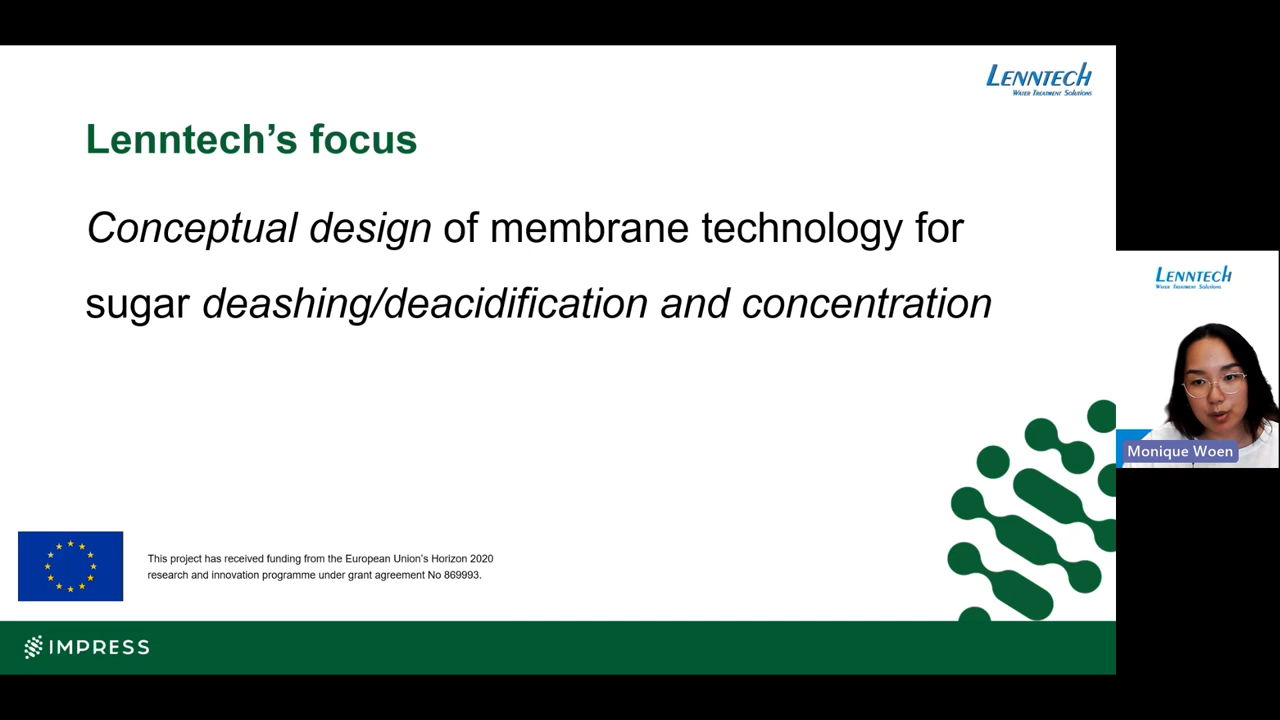 LENNTECH
WATER TREATMENT SOLUTIONS
Lenntech’s focus
Conceptual design of membrane technology for
sugar deashing/deacidification and concentration
LENNTECH
WATER TREATMENT SOLUTIONS
Monique Woen
This project has received funding from the European Union’s Horizon 2020
research and innovation programme under grant agreement No 869993.
IMPRESS